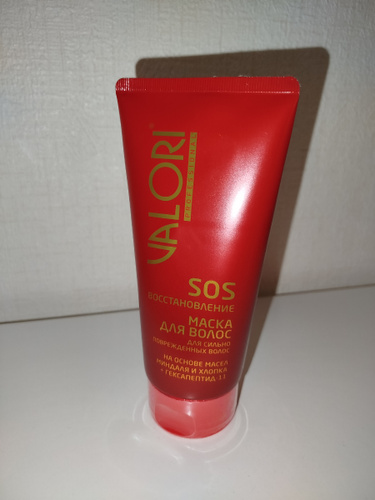 VALORI
PROFESSIONAL
SOS
ВОССТАНОВЛЕНИЕ
МАСКА
ДЛЯ ВОЛОС
ДЛЯ СИЛЬНО
ПОВРЕЖДЕННЫХ ВОЛОС
НА ОСНОВЕ МАСЕЛ
МИНДАЛЯ И ХЛОПКА
+ ГЕКСАПЕПТИД-11